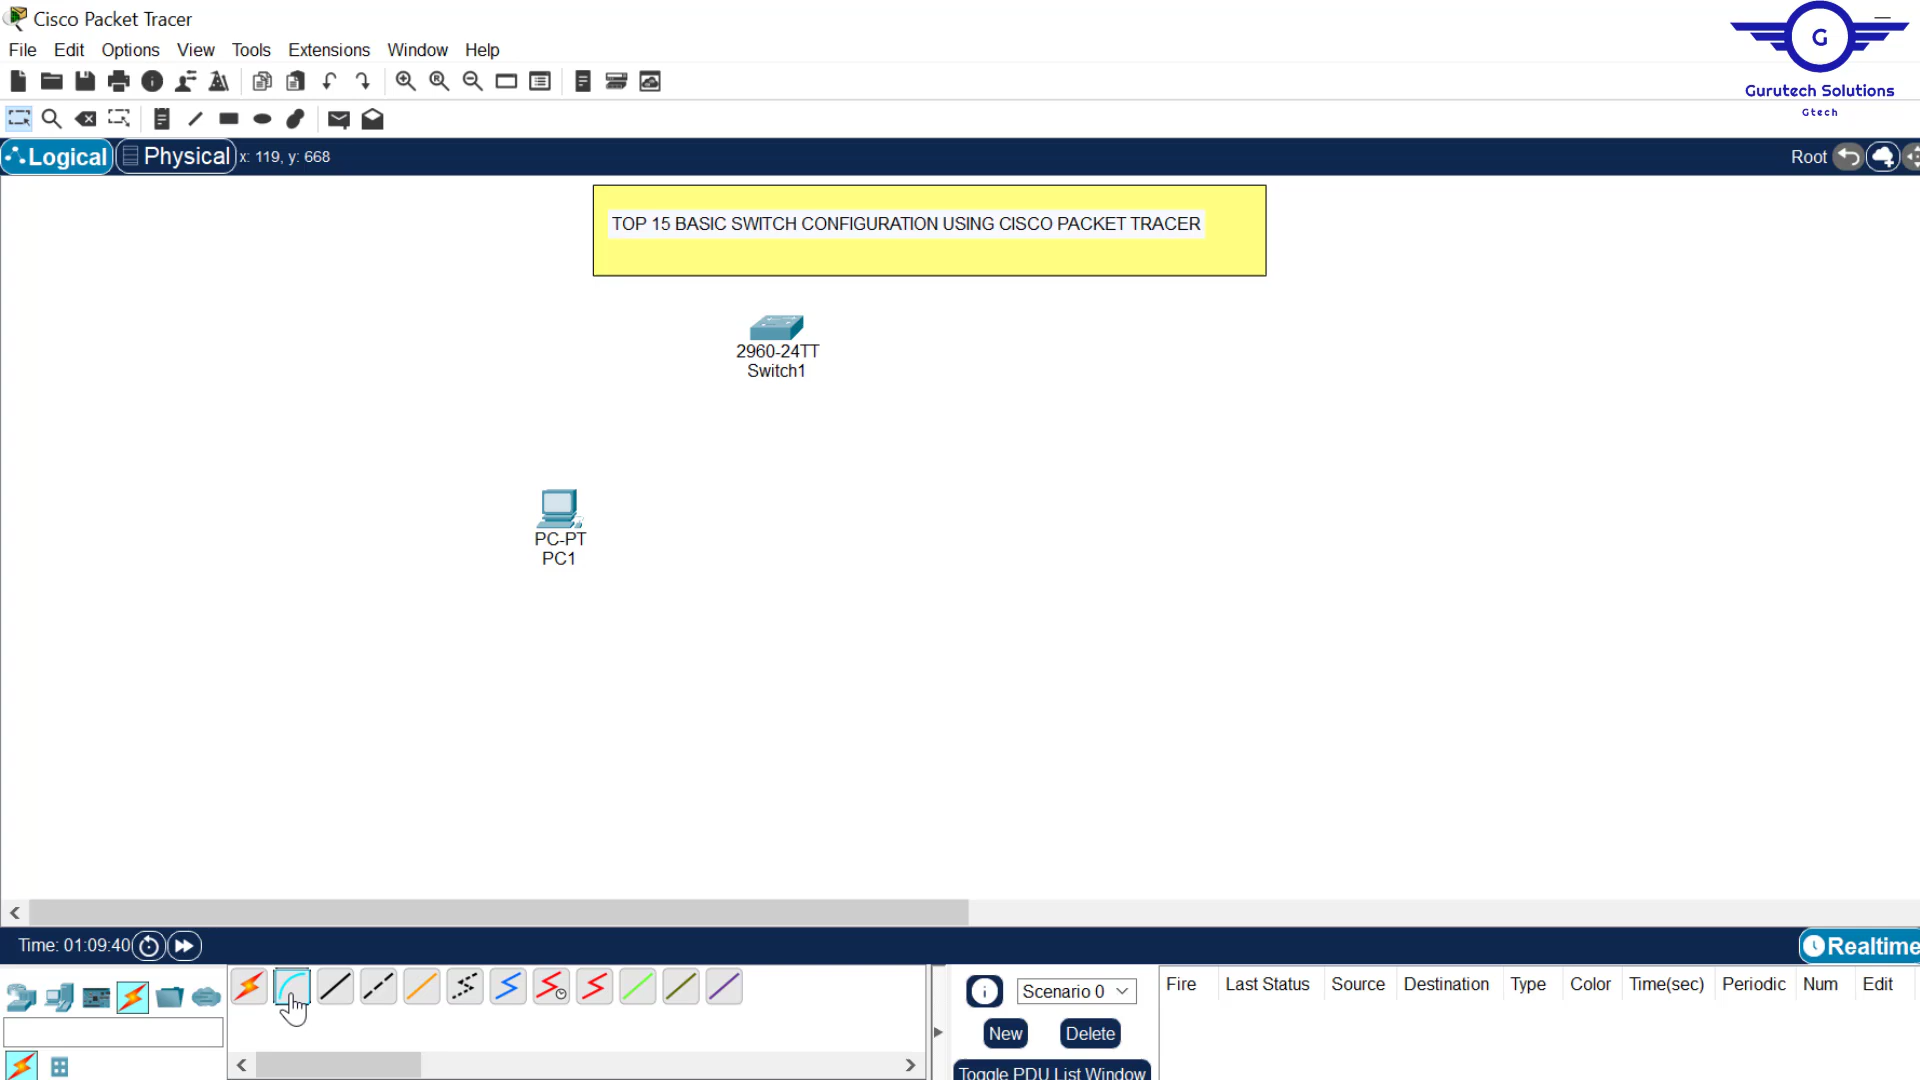 Cisco Packet Tracer
File Edit Options View Tools Extensions Window Help
G
Gurutech Solutions
Gtech
Logical Physical x: 119, y: 668 Root
TOP 15 BASIC SWITCH CONFIGURATION USING CISCO PACKET TRACER
2960-24TT
Switch1
PC-PT
PC1
Time: 01:09:40 Realtime
Scenario 0 Fire Last Status Source Destination Type Color Time(sec) Periodic Num Edit
New Delete
Toggle PDU List Window